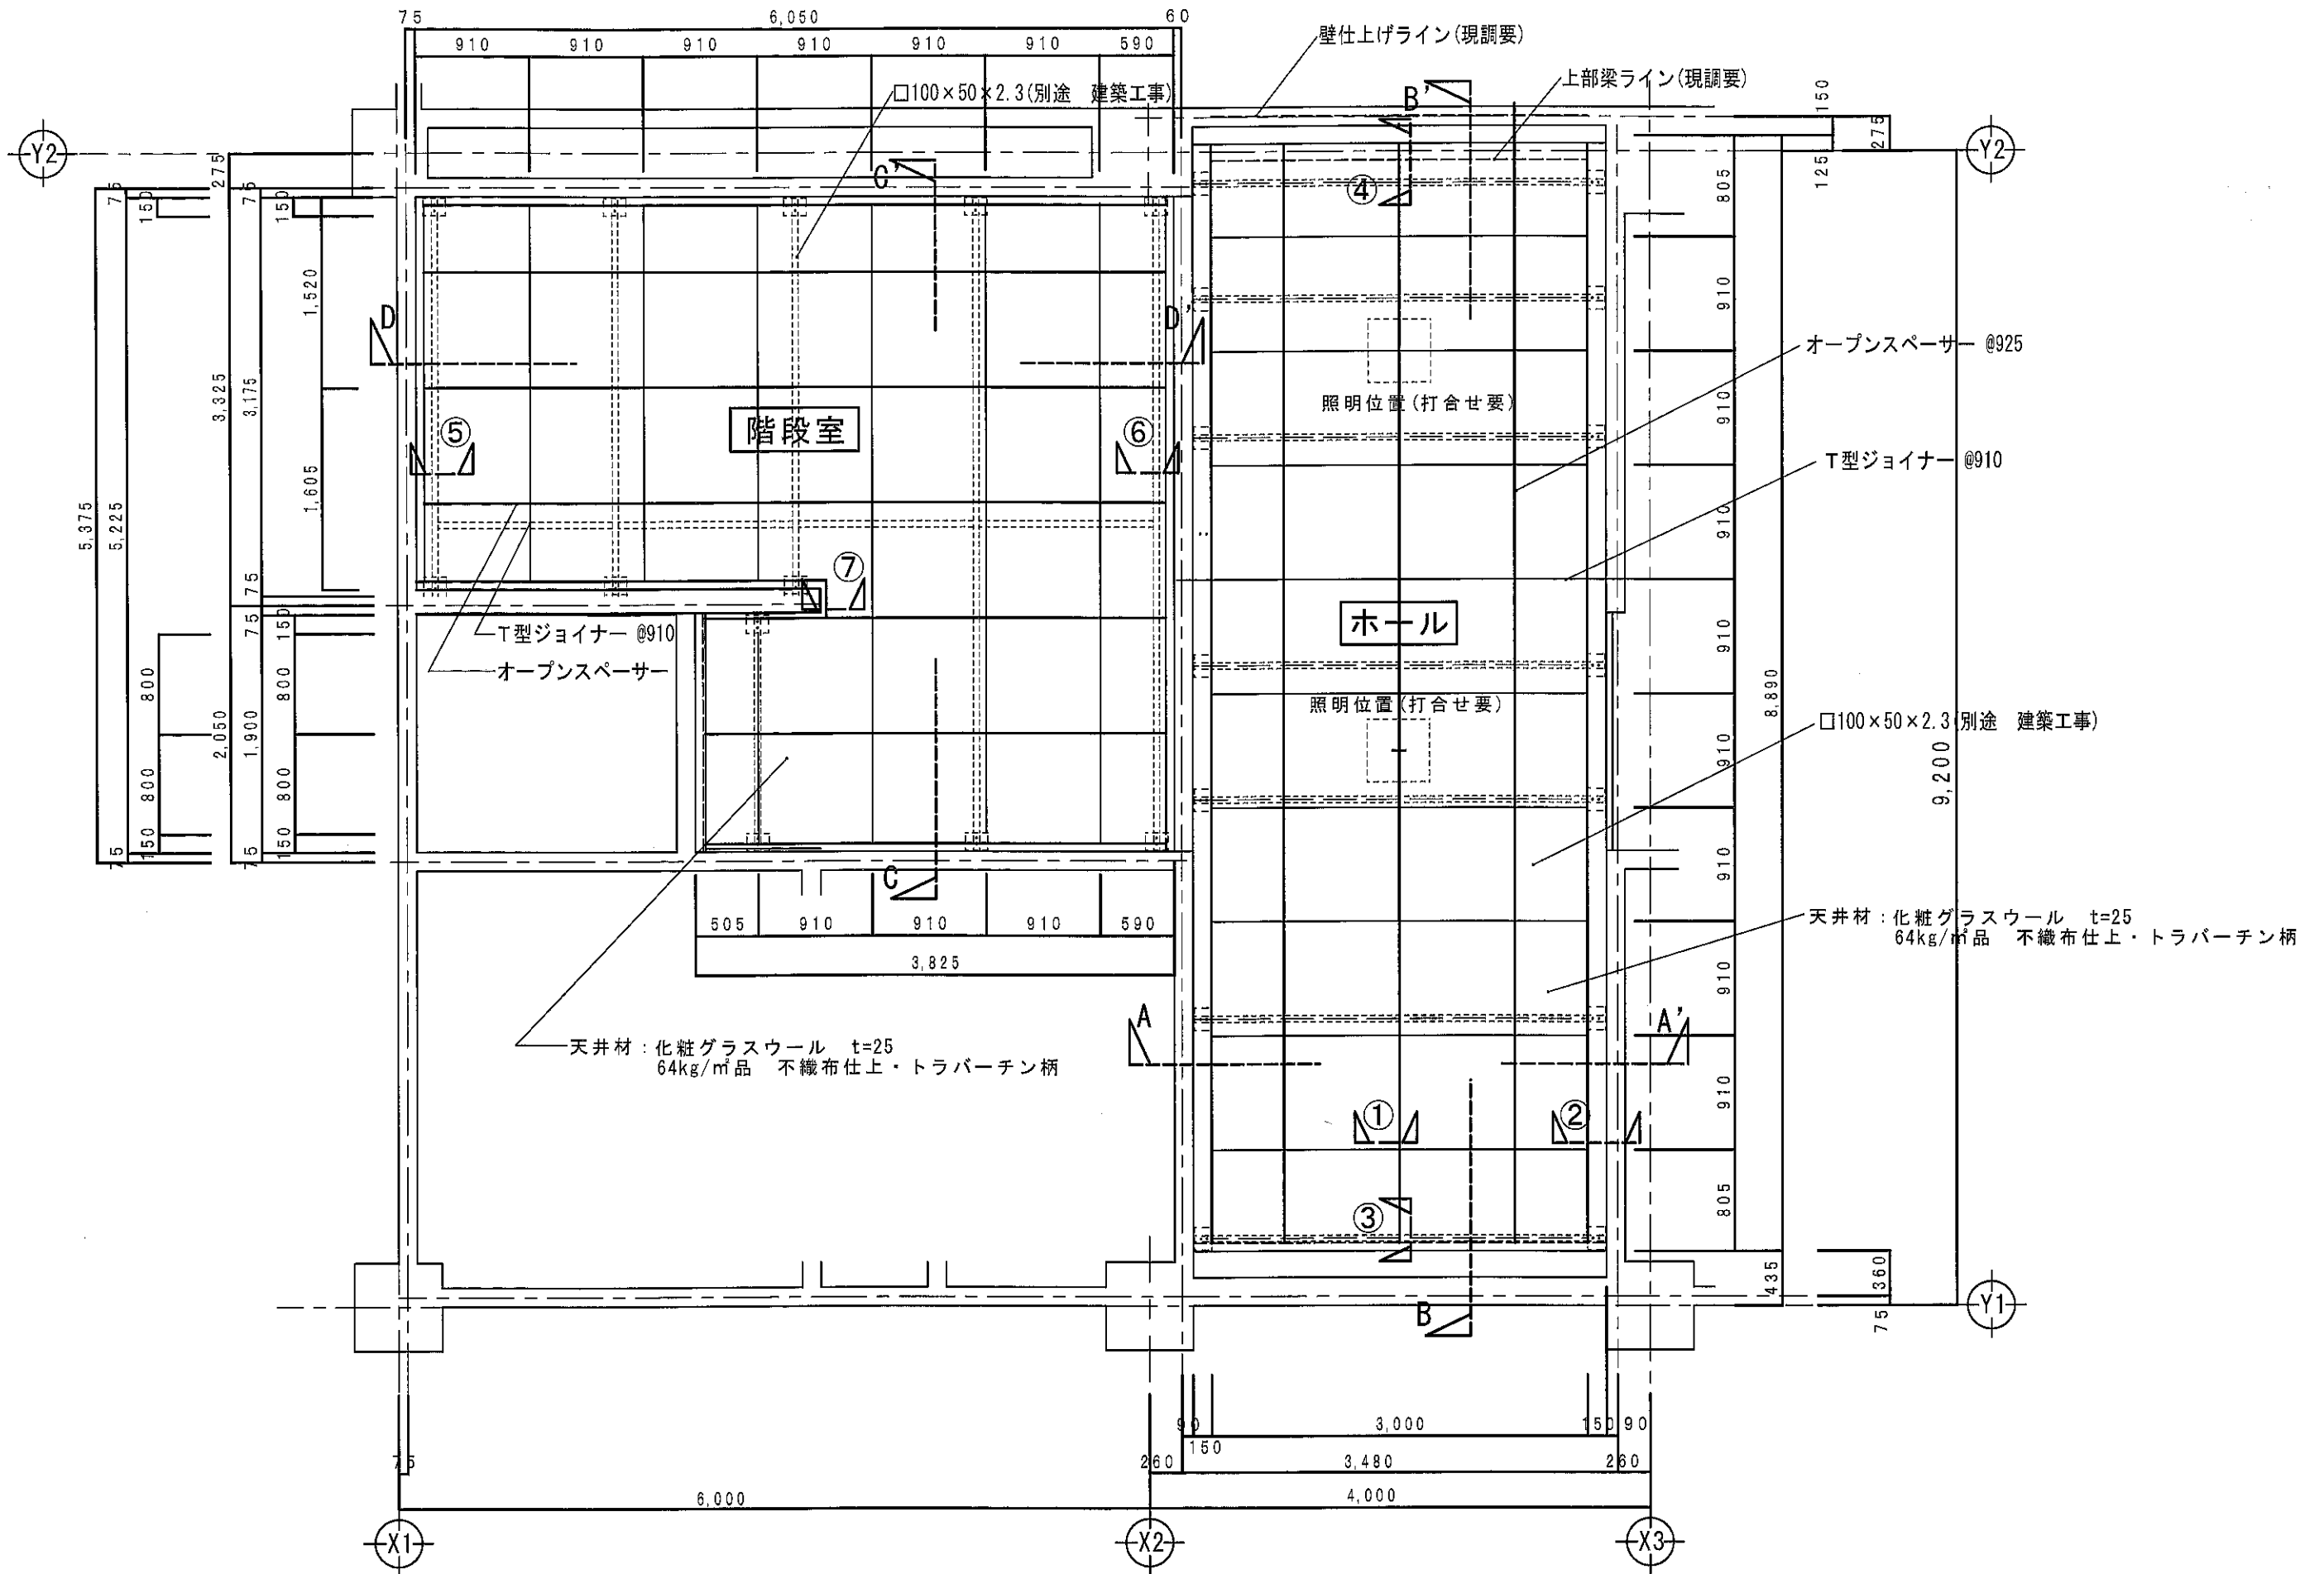 75
6,050
60
910
910
910
910
910
910
590
壁仕上げライン(現調要)
上部梁ライン(現調要)
□100×50×2.3(別途 建築工事)
B'
150
275
125
Y2
Y2
275
75
150
75
150
C'
④
805
1,520
910
D
D'
オープンスペーサー @925
3,325
3,175
照明位置(打合せ要)
910
⑤
階段室
⑥
T型ジョイナー @910
1,605
5,375
5,225
910
75
⑦
ホール
75
150
T型ジョイナー @910
オープンスペーサー
910
800
800
8,890
2,050
1,900
照明位置(打合せ要)
□100×50×2.3(別途 建築工事)
910
9,200
800
800
75
150
75
150
C
910
505
910
910
910
590
3,825
天井材：化粧グラスウール t=25
64kg/㎥品 不織布仕上・トラバーチン柄
910
A
A'
天井材：化粧グラスウール t=25
64kg/㎥品 不織布仕上・トラバーチン柄
910
①
②
③
805
435
360
75
B
Y1
90
3,000
150
90
150
75
260
3,480
260
6,000
4,000
X1
X2
X3